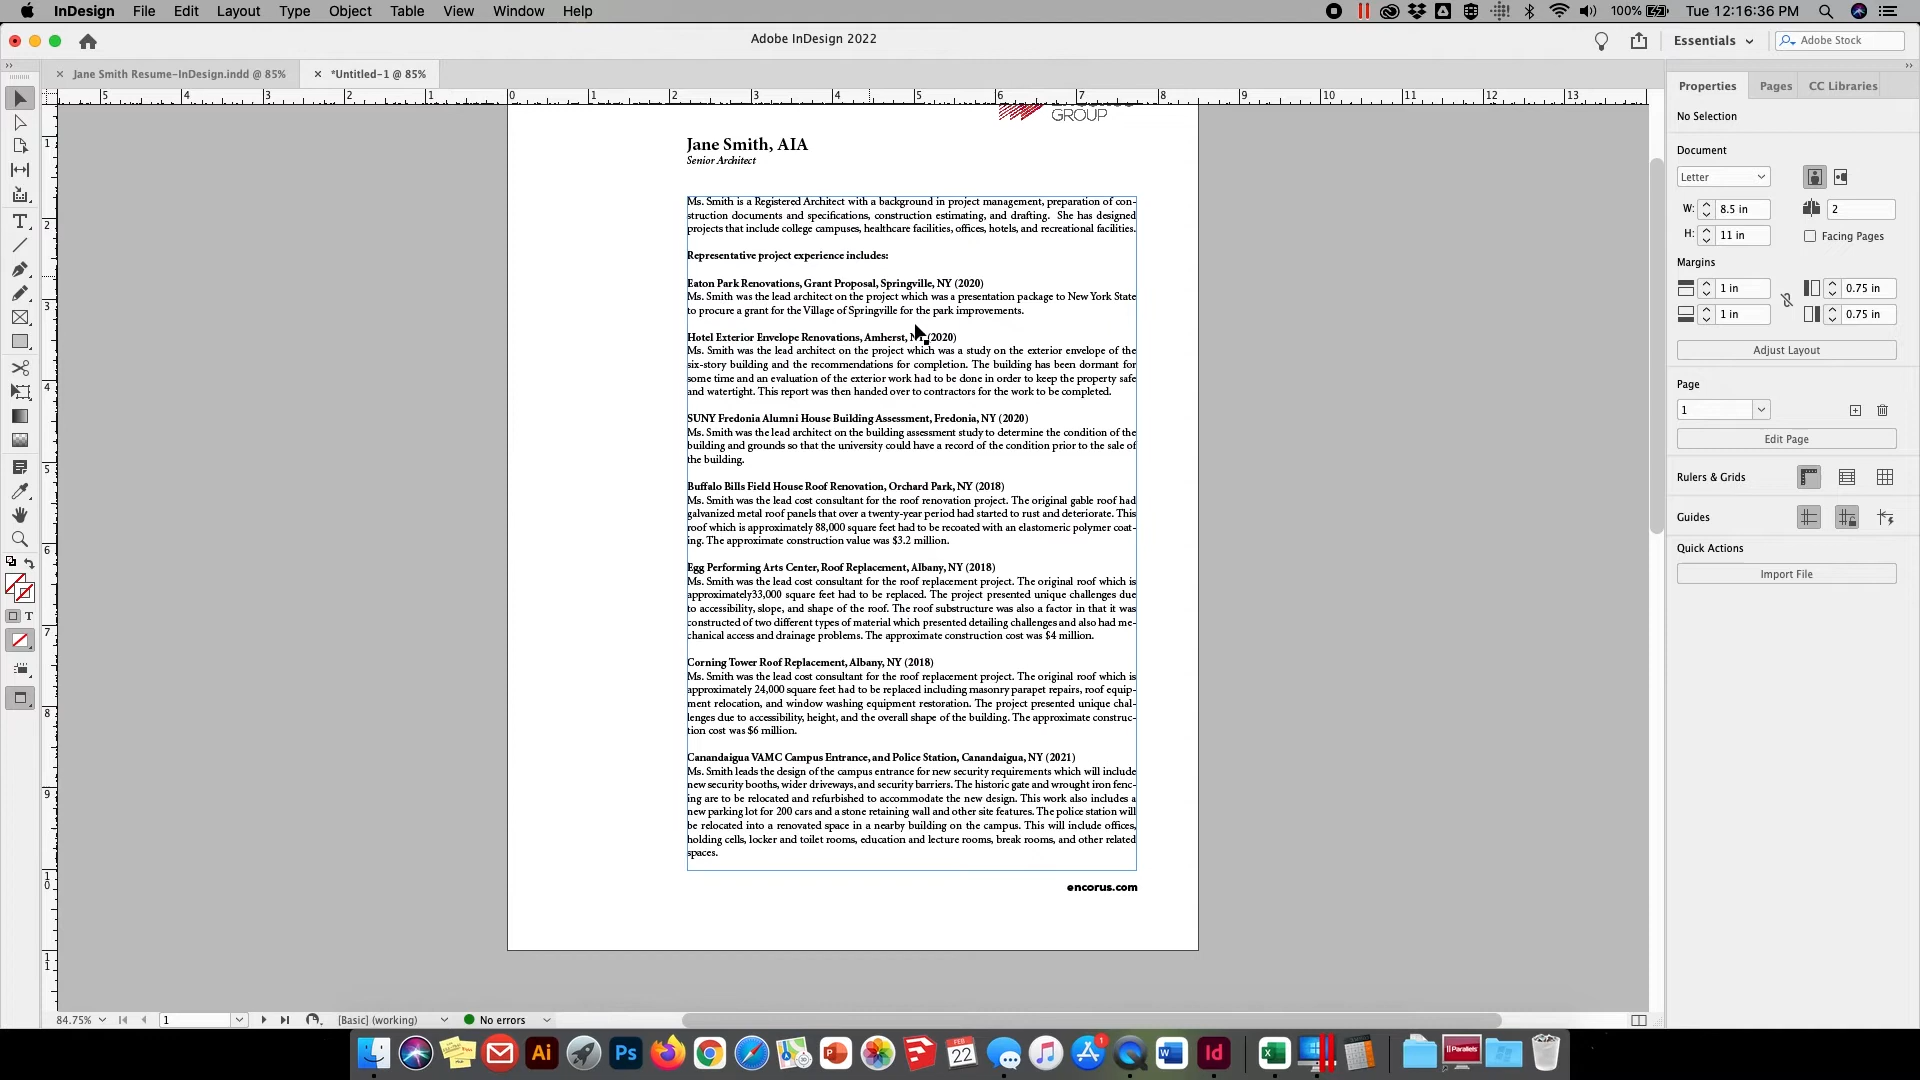 InDesign File Edit Layout Type Object Table View Window Help
100% Tue 12:16:36 PM
Adobe InDesign 2022
Essentials
Adobe Stock
Jane Smith Resume-InDesign.indd @ 85%
*Untitled-1 @ 85%
5 4 3 2 1 0 1 2 3 4 5 6 7 8 9 10 11 12 13
GROUP
Jane Smith, AIA
Senior Architect
Ms. Smith is a Registered Architect with a background in project management, preparation of con-
struction documents and specifications, construction estimating, and drafting. She has designed
projects that include college campuses, healthcare facilities, offices, hotels, and recreational facilities.
Representative project experience includes:
Eaton Park Renovations, Grant Proposal, Springville, NY (2020)
Ms. Smith was the lead architect on the project which was a presentation package to New York State
to procure a grant for the Village of Springville for the park improvements.
Hotel Exterior Envelope Renovations, Amherst, NY (2020)
Ms. Smith was the lead architect on the project which was a study on the exterior envelope of the
six-story building and the recommendations for completion. The building has been dormant for
some time and an evaluation of the exterior work had to be done in order to keep the property safe
and watertight. This report was then handed over to contractors for the work to be completed.
SUNY Fredonia Alumni House Building Assessment, Fredonia, NY (2020)
Ms. Smith was the lead architect on the building assessment study to determine the condition of the
building and grounds so that the university could have a record of the condition prior to the sale of
the building.
Buffalo Bills Field House Roof Renovation, Orchard Park, NY (2018)
Ms. Smith was the lead cost consultant for the roof renovation project. The original gable roof had
galvanized metal roof panels that over a twenty-year period had started to rust and deteriorate. This
roof which is approximately 88,000 square feet had to be recoated with an elastomeric polymer coat-
ing. The approximate construction value was $3.2 million.
Egg Performing Arts Center, Roof Replacement, Albany, NY (2018)
Ms. Smith was the lead cost consultant for the roof replacement project. The original roof which is
approximately33,000 square feet had to be replaced. The project presented unique challenges due
to accessibility, slope, and shape of the roof. The roof substructure was also a factor in that it was
constructed of two different types of material which presented detailing challenges and also had me-
chanical access and drainage problems. The approximate construction cost was $4 million.
Corning Tower Roof Replacement, Albany, NY (2018)
Ms. Smith was the lead cost consultant for the roof replacement project. The original roof which is
approximately 24,000 square feet had to be replaced including masonry parapet repairs, roof equip-
ment relocation, and window washing equipment restoration. The project presented unique chal-
lenges due to accessibility, height, and the overall shape of the building. The approximate construc-
tion cost was $6 million.
Canandaigua VAMC Campus Entrance, and Police Station, Canandaigua, NY (2021)
Ms. Smith leads the design of the campus entrance for new security requirements which will include
new security booths, wider driveways, and security barriers. The historic gate and wrought iron fenc-
ing are to be relocated and refurbished to accommodate the new design. This work also includes a
new parking lot for 200 cars and a stone retaining wall and other site features. The police station will
be relocated into a renovated space in a nearby building on the campus. This will include offices,
holding cells, locker and toilet rooms, education and lecture rooms, break rooms, and other related
spaces.
encorus.com
Properties Pages CC Libraries
No Selection
Document
Letter
W: 8.5 in
2
H: 11 in
Facing Pages
Margins
1 in
0.75 in
1 in
0.75 in
Adjust Layout
Page
1
Edit Page
Rulers & Grids
Guides
Quick Actions
Import File
84.75%
1
[Basic] (working)
No errors
Ai
Ps
FEB
22
1
W
Id
X
Parallels